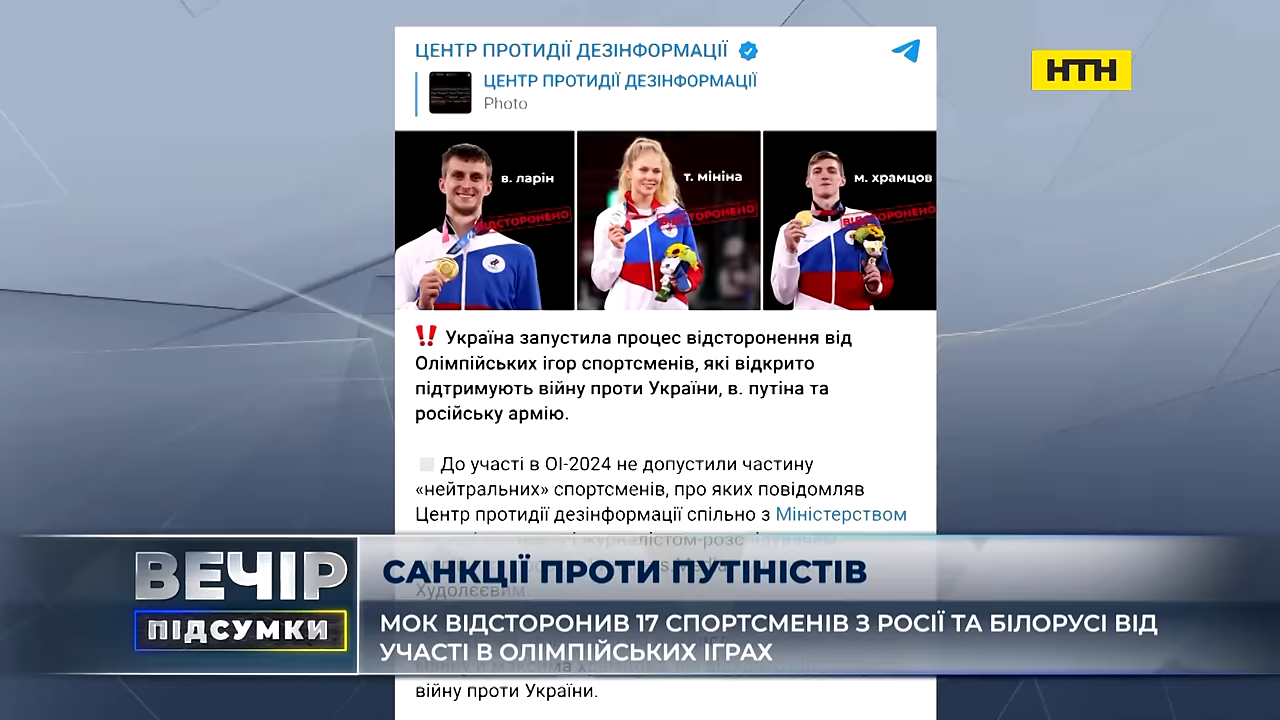 ЦЕНТР ПРОТИДІЇ ДЕЗІНФОРМАЦІЇ
НТН
ЦЕНТР ПРОТИДІЇ ДЕЗІНФОРМАЦІЇ
Photo
в. ларін
ВІДСТОРОНЕНО
т. мініна
ВІДСТОРОНЕНО
м. храмцов
ВІДСТОРОНЕНО
‼ Україна запустила процес відсторонення від
Олімпійських ігор спортсменів, які відкрито
підтримують війну проти України, в. путіна та
російську армію.
До участі в ОІ-2024 не допустили частину
«нейтральних» спортсменів, про яких повідомляв
Центр протидії дезінформації спільно з Міністерством
журналістом-розслідувачем
Худолєєвим
ВЕЧІР
ПІДСУМКИ
САНКЦІЇ ПРОТИ ПУТІНІСТІВ
МОК ВІДСТОРОНИВ 17 СПОРТСМЕНІВ З РОСІЇ ТА БІЛОРУСІ ВІД
УЧАСТІ В ОЛІМПІЙСЬКИХ ІГРАХ
війну проти України.